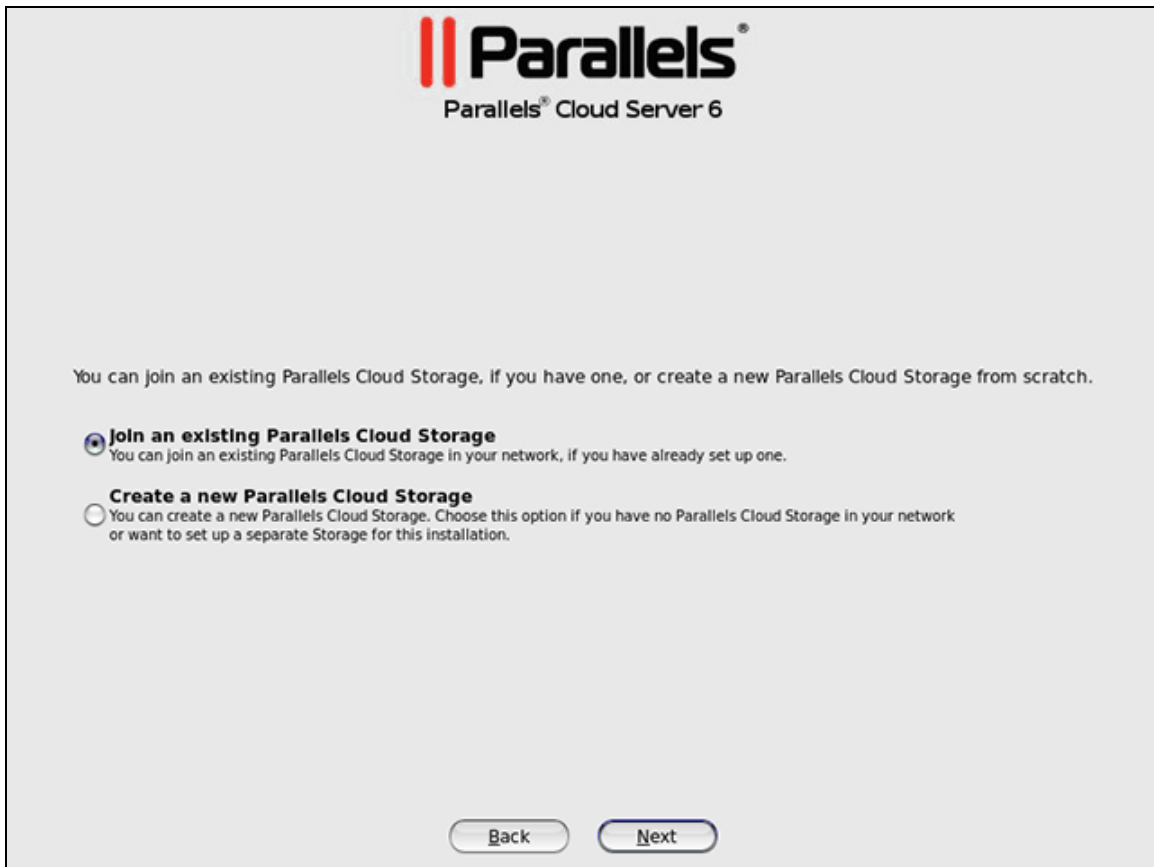 Parallels®
Parallels® Cloud Server 6
You can join an existing Parallels Cloud Storage, if you have one, or create a new Parallels Cloud Storage from scratch.
Join an existing Parallels Cloud Storage
You can join an existing Parallels Cloud Storage in your network, if you have already set up one.
Create a new Parallels Cloud Storage
You can create a new Parallels Cloud Storage. Choose this option if you have no Parallels Cloud Storage in your network
or want to set up a separate Storage for this installation.
Back
Next